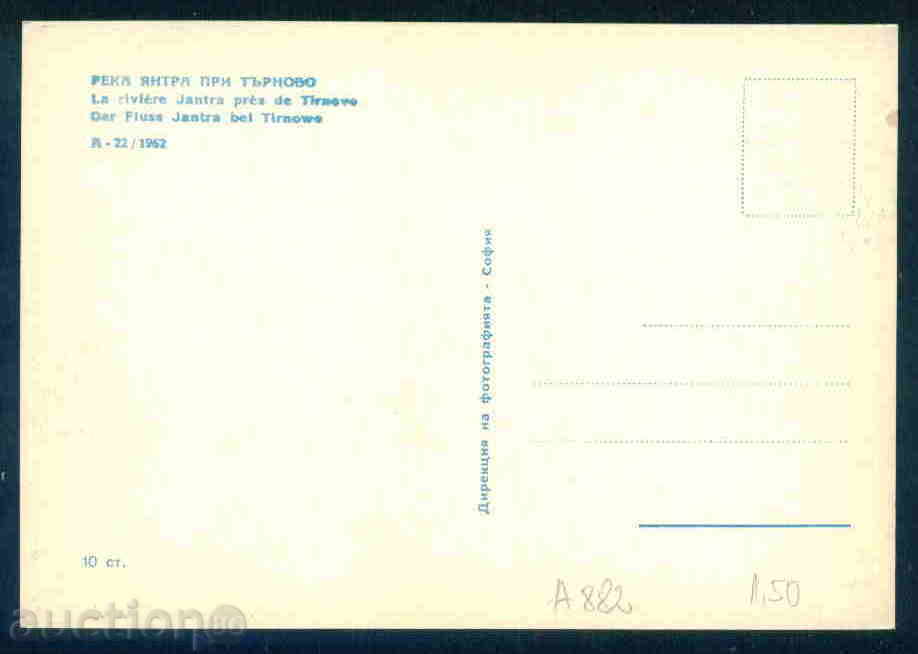 РЕКА ЯНТРА ПРИ ТЪРНОВО
La rivière Jantra près de Tirnovo
Der Fluss Jantra bei Tirnowo
A - 22 / 1962
Дирекция на фотографията - София
10 ст.
A882
1,50
auction